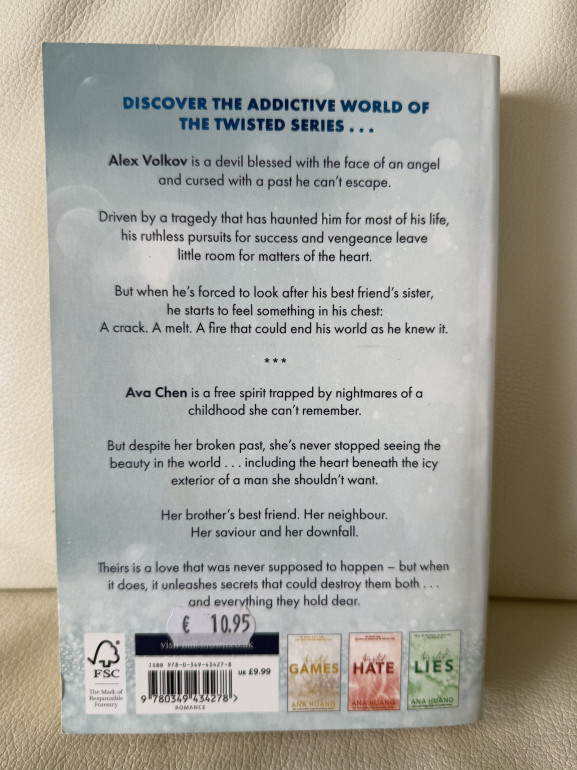 DISCOVER THE ADDICTIVE WORLD OF
THE TWISTED SERIES . . .
Alex Volkov is a devil blessed with the face of an angel
and cursed with a past he can't escape.
Driven by a tragedy that has haunted him for most of his life,
his ruthless pursuits for success and vengeance leave
little room for matters of the heart.
But when he's forced to look after his best friend's sister,
he starts to feel something in his chest:
A crack. A melt. A fire that could end his world as he knew it.
***
Ava Chen is a free spirit trapped by nightmares of a
childhood she can't remember.
But despite her broken past, she's never stopped seeing the
beauty in the world . . . including the heart beneath the icy
exterior of a man she shouldn't want.
Her brother's best friend. Her neighbour.
Her saviour and her downfall.
Theirs is a love that was never supposed to happen – but when
it does, it unleashes secrets that could destroy them both . . .
and everything they hold dear.
€ 10.95
FSC
The Mark of
Responsible
Forestry
ISBN 978-0-349-43427-8
UK £9.99
9 780349 434278 >
ROMANCE
GAMES
ANA HUANG
HATE
ANA HUANG
LIES
ANA HUANG